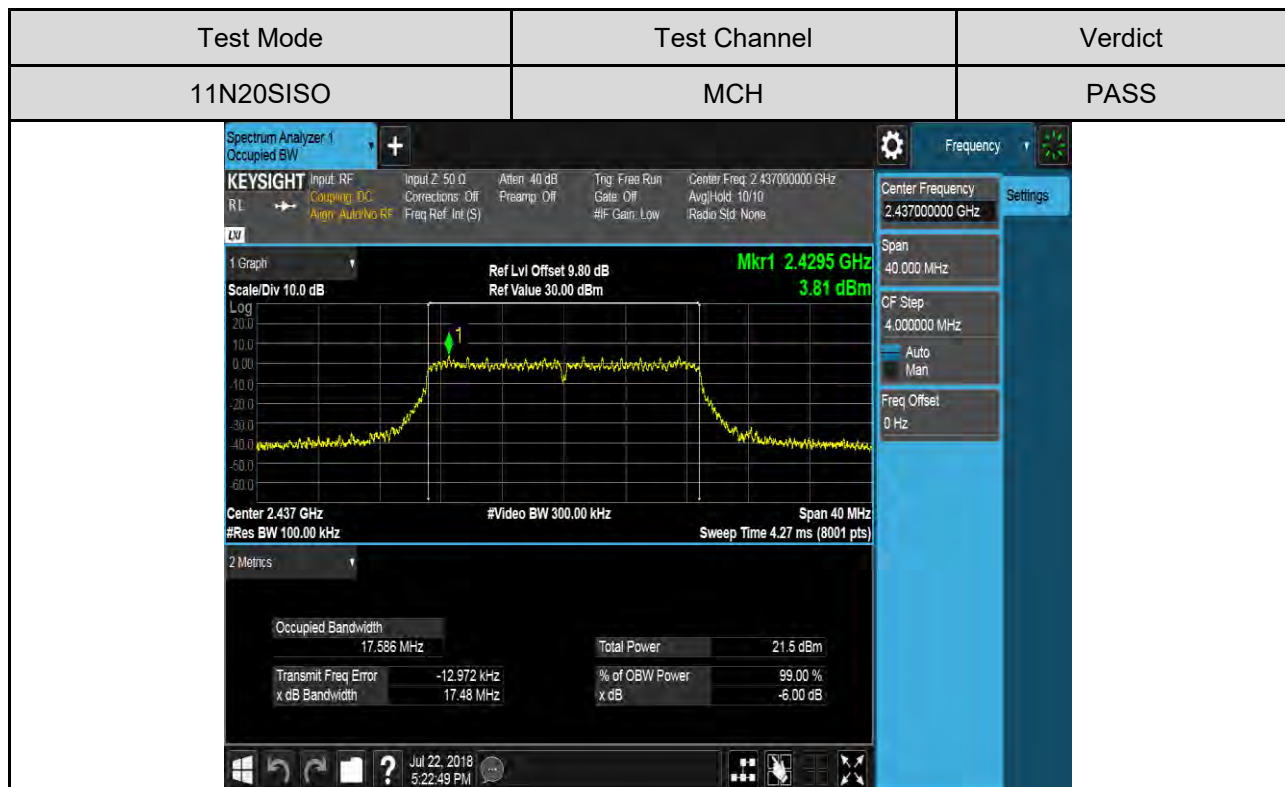 Test Mode Test Channel Verdict
11N20SISO MCH PASS
Spectrum Analyzer 1
Occupied BW
+
Frequency
KEYSIGHT Input: RF Input Z: 50 Ω Atten: 40 dB Trig: Free Run Center Freq: 2.437000000 GHz
RL Coupling: DC Corrections: Off Preamp: Off Gate: Off Avg|Hold: 10/10
Align: Auto/No RF Freq Ref: Int (S) #IF Gain: Low Radio Std: None
LXI
1 Graph
Scale/Div 10.0 dB
Ref Lvl Offset 9.80 dB
Ref Value 30.00 dBm
Mkr1 2.4295 GHz
3.81 dBm
Log
20.0
10.0
0.00
-10.0
-20.0
-30.0
-40.0
-50.0
-60.0
1
Center 2.437 GHz #Video BW 300.00 kHz Span 40 MHz
#Res BW 100.00 kHz Sweep Time 4.27 ms (8001 pts)
2 Metrics
Occupied Bandwidth
17.586 MHz Total Power 21.5 dBm
Transmit Freq Error -12.972 kHz % of OBW Power 99.00 %
x dB Bandwidth 17.48 MHz x dB -6.00 dB
Center Frequency
2.437000000 GHz
Settings
Span
40.000 MHz
CF Step
4.000000 MHz
Auto
Man
Freq Offset
0 Hz
? Jul 22, 2018
5:22:49 PM